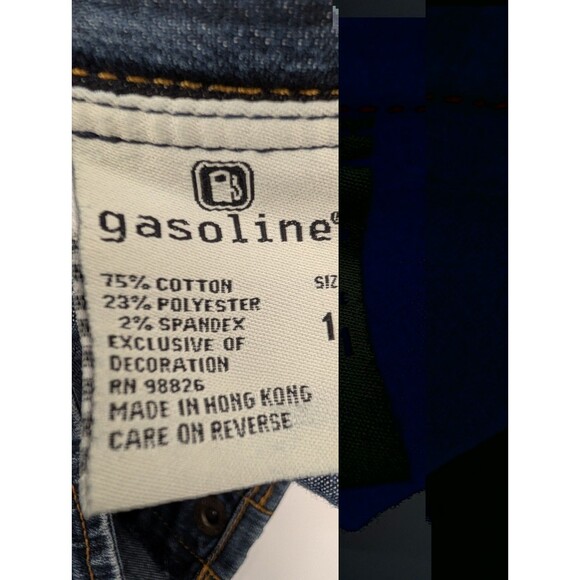 gasoline®
75% COTTON
23% POLYESTER
2% SPANDEX
EXCLUSIVE OF
DECORATION
RN 98826
MADE IN HONG KONG
CARE ON REVERSE